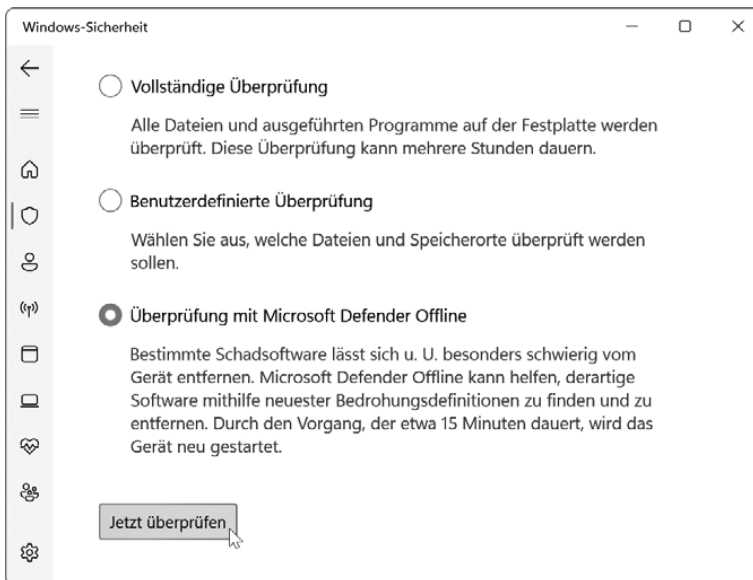 Windows-Sicherheit
Vollständige Überprüfung
Alle Dateien und ausgeführten Programme auf der Festplatte werden
überprüft. Diese Überprüfung kann mehrere Stunden dauern.
Benutzerdefinierte Überprüfung
Wählen Sie aus, welche Dateien und Speicherorte überprüft werden
sollen.
Überprüfung mit Microsoft Defender Offline
Bestimmte Schadsoftware lässt sich u. U. besonders schwierig vom
Gerät entfernen. Microsoft Defender Offline kann helfen, derartige
Software mithilfe neuester Bedrohungsdefinitionen zu finden und zu
entfernen. Durch den Vorgang, der etwa 15 Minuten dauert, wird das
Gerät neu gestartet.
Jetzt überprüfen